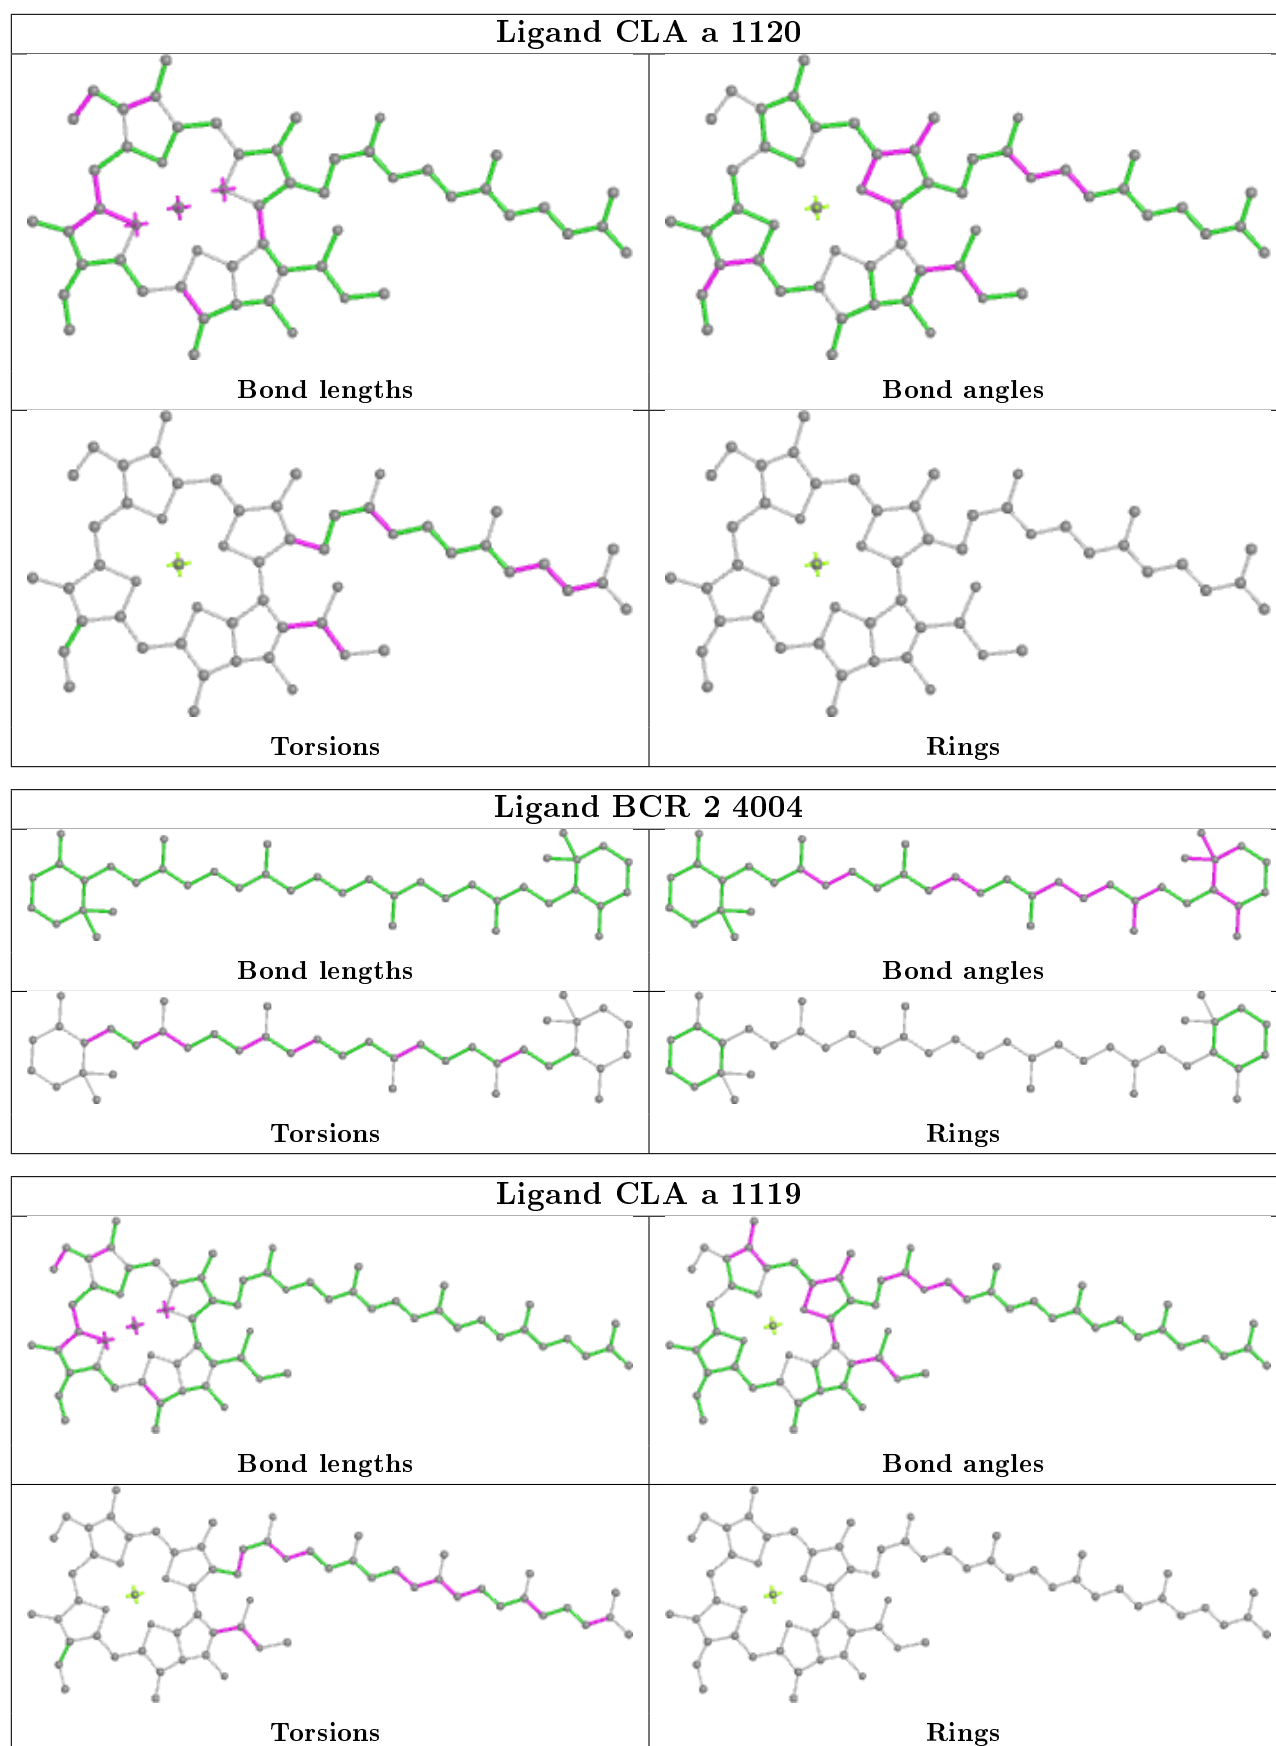 Ligand CLA a 1120
Bond lengths
Bond angles
Torsions
Rings
Ligand BCR 2 4004
Bond lengths
Bond angles
Torsions
Rings
Ligand CLA a 1119
Bond lengths
Bond angles
Torsions
Rings